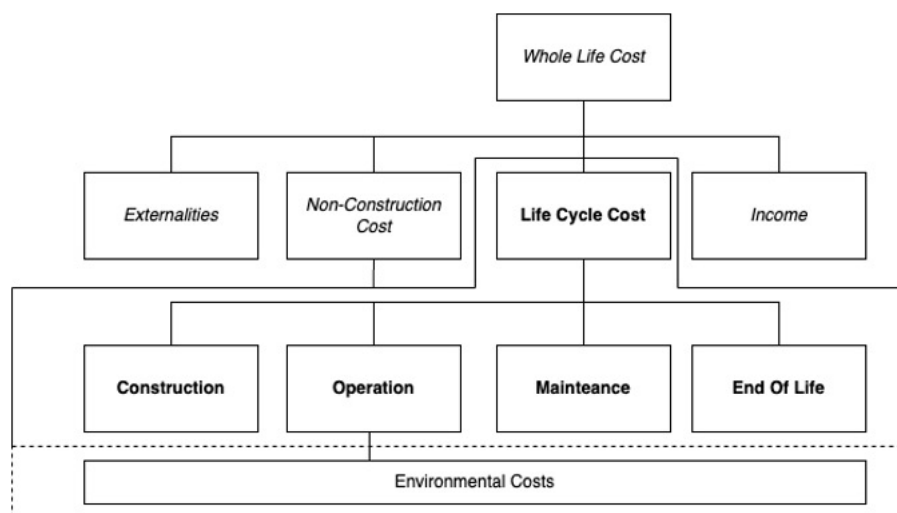 Whole Life Cost
Externalities
Non-Construction
Cost
Life Cycle Cost
Income
Construction
Operation
Mainteance
End Of Life
Environmental Costs